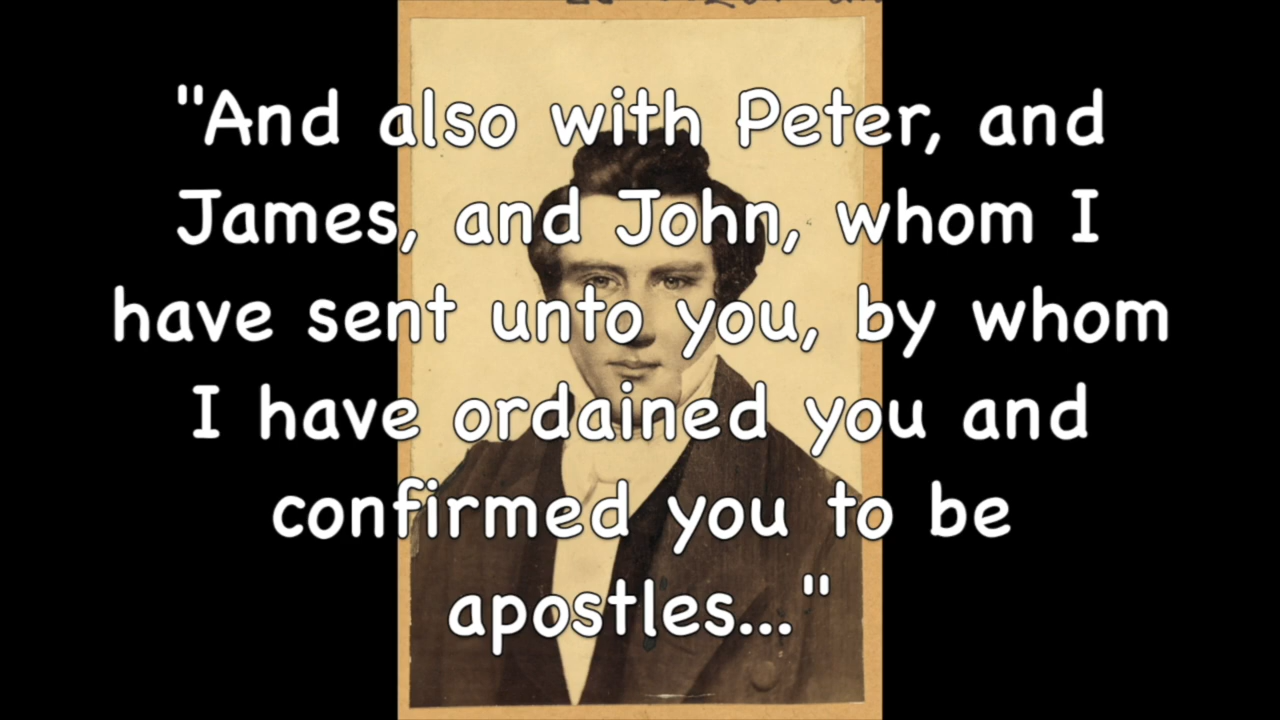 "And also with Peter, and
James, and John, whom I
have sent unto you, by whom
I have ordained you and
confirmed you to be
apostles..."